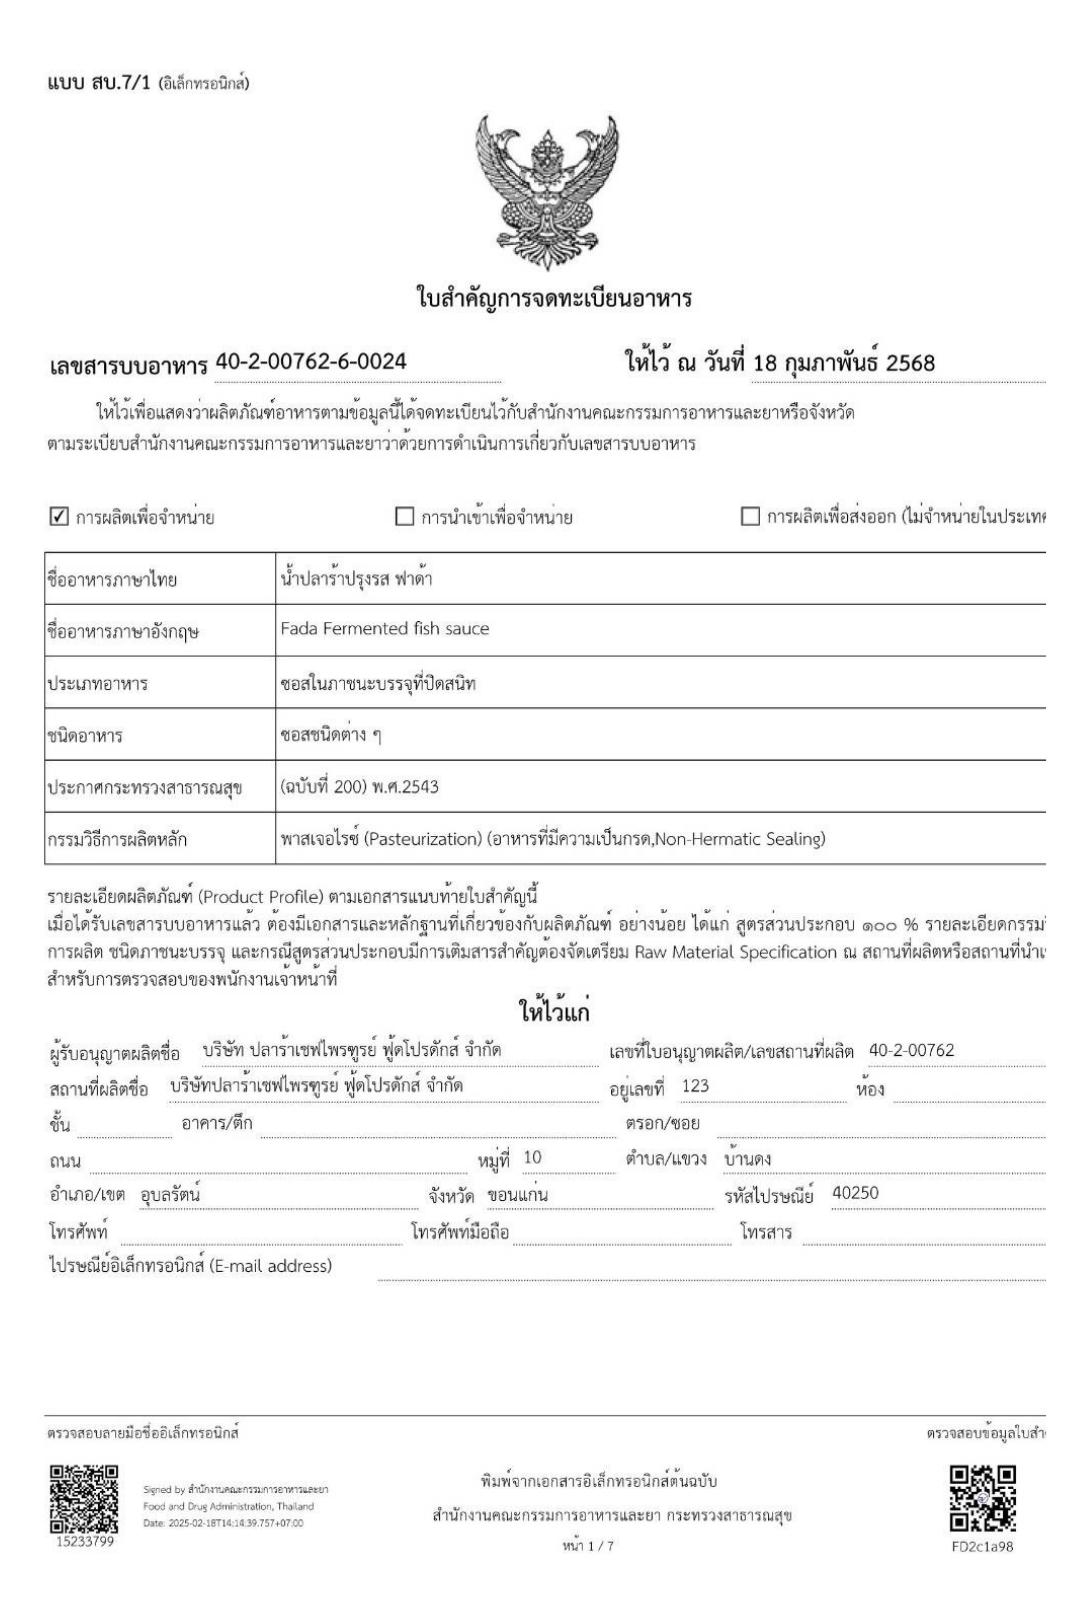 แบบ สบ.7/1 (อิเล็กทรอนิกส์)
ใบสำคัญการจดทะเบียนอาหาร
เลขสารบบอาหาร 40-2-00762-6-0024 ให้ไว้ ณ วันที่ 18 กุมภาพันธ์ 2568
ให้ไว้เพื่อแสดงว่าผลิตภัณฑ์อาหารตามข้อมูลนี้ได้จดทะเบียนไว้กับสำนักงานคณะกรรมการอาหารและยาหรือจังหวัด
ตามระเบียบสำนักงานคณะกรรมการอาหารและยาว่าด้วยการดำเนินการเกี่ยวกับเลขสารบบอาหาร
☑ การผลิตเพื่อจำหน่าย ☐ การนำเข้าเพื่อจำหน่าย ☐ การผลิตเพื่อส่งออก (ไม่จำหน่ายในประเท
ชื่ออาหารภาษาไทย น้ำปลาร้าปรุงรส ฟาด้า
ชื่ออาหารภาษาอังกฤษ Fada Fermented fish sauce
ประเภทอาหาร ซอสในภาชนะบรรจุที่ปิดสนิท
ชนิดอาหาร ซอสชนิดต่าง ๆ
ประกาศกระทรวงสาธารณสุข (ฉบับที่ 200) พ.ศ.2543
กรรมวิธีการผลิตหลัก พาสเจอไรซ์ (Pasteurization) (อาหารที่มีความเป็นกรด,Non-Hermatic Sealing)
รายละเอียดผลิตภัณฑ์ (Product Profile) ตามเอกสารแนบท้ายใบสำคัญนี้
เมื่อได้รับเลขสารบบอาหารแล้ว ต้องมีเอกสารและหลักฐานที่เกี่ยวข้องกับผลิตภัณฑ์ อย่างน้อย ได้แก่ สูตรส่วนประกอบ ๑๐๐ % รายละเอียดกรรม
การผลิต ชนิดภาชนะบรรจุ และกรณีสูตรส่วนประกอบมีการเติมสารสำคัญต้องจัดเตรียม Raw Material Specification ณ สถานที่ผลิตหรือสถานที่นำ
สำหรับการตรวจสอบของพนักงานเจ้าหน้าที่
ให้ไว้แก่
ผู้รับอนุญาตผลิตชื่อ บริษัท ปลาร้าเชฟไพรฑูรย์ ฟู้ดโปรดักส์ จำกัด เลขที่ใบอนุญาตผลิต/เลขสถานที่ผลิต 40-2-00762
สถานที่ผลิตชื่อ บริษัทปลาร้าเชฟไพรฑูรย์ ฟู้ดโปรดักส์ จำกัด อยู่เลขที่ 123 ห้อง
ชั้น อาคาร/ตึก ตรอก/ซอย
ถนน หมู่ที่ 10 ตำบล/แขวง บ้านดง
อำเภอ/เขต อุบลรัตน์ จังหวัด ขอนแก่น รหัสไปรษณีย์ 40250
โทรศัพท์ โทรศัพท์มือถือ โทรสาร
ไปรษณีย์อิเล็กทรอนิกส์ (E-mail address)
ตรวจสอบลายมือชื่ออิเล็กทรอนิกส์ ตรวจสอบข้อมูลใบสำ
Signed by สำนักงานคณะกรรมการอาหารและยา
Food and Drug Administration, Thailand
Date: 2025-02-18T14:14:39.757+07:00
15233799
พิมพ์จากเอกสารอิเล็กทรอนิกส์ต้นฉบับ
สำนักงานคณะกรรมการอาหารและยา กระทรวงสาธารณสุข
หน้า 1 / 7
FD2c1a98